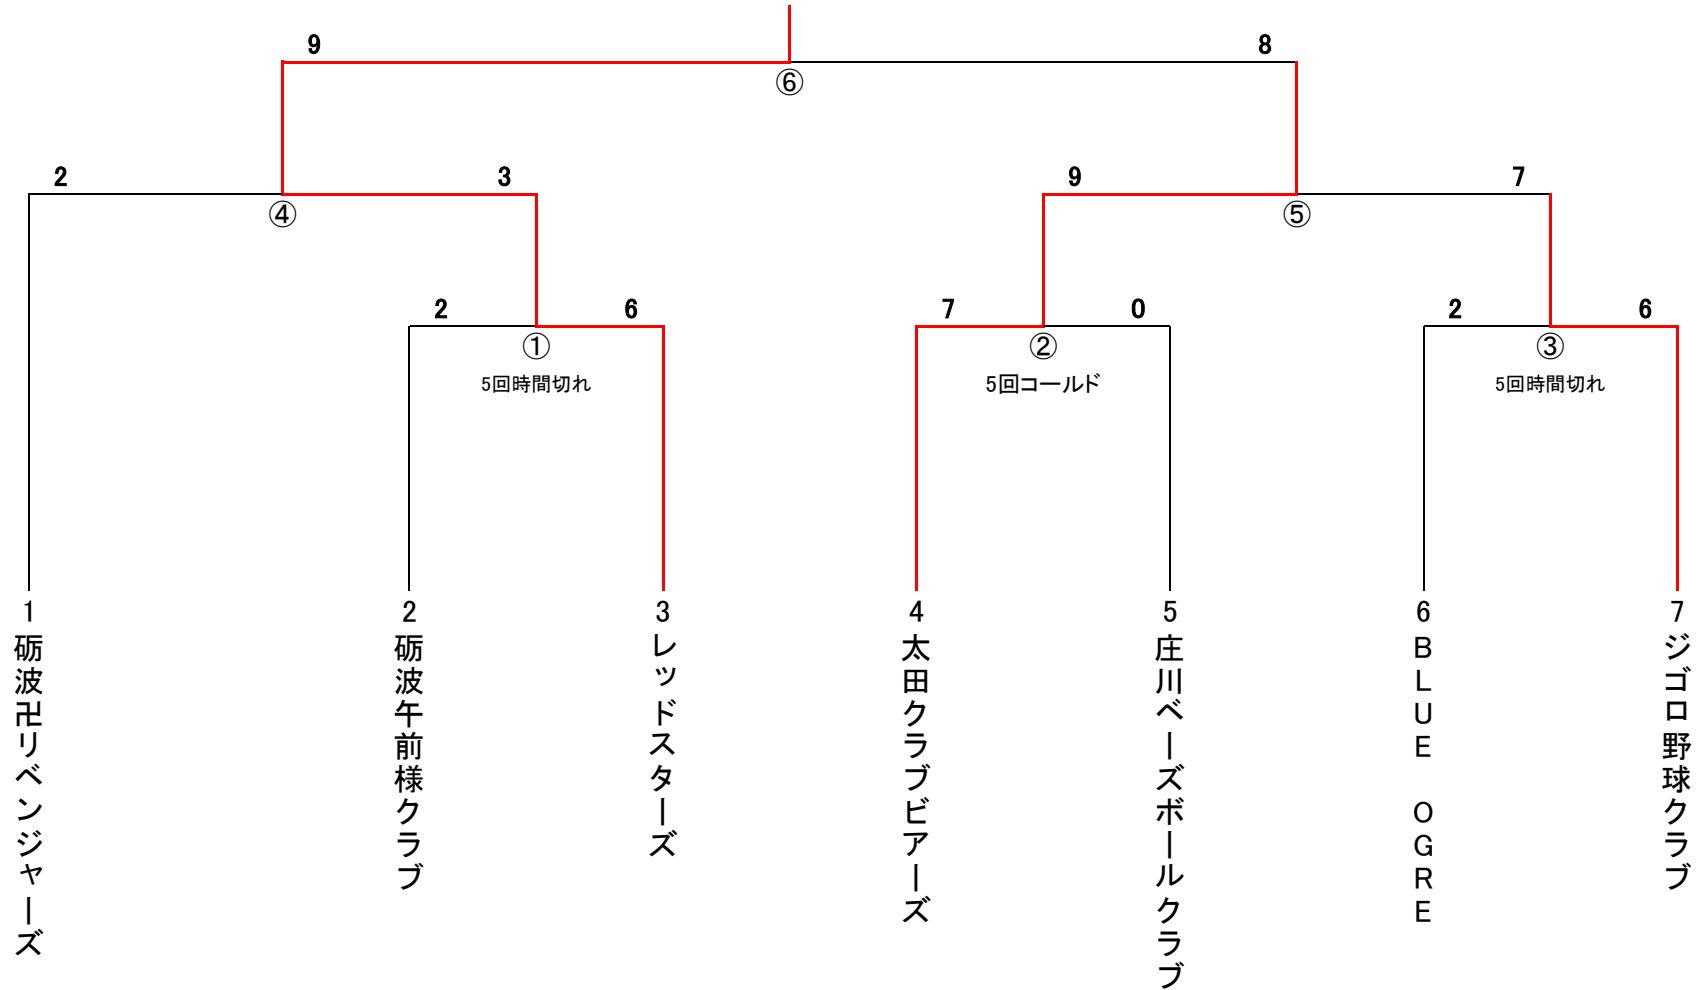 9 8
⑥
2 3 9 7
④ ⑤
2 6 7 0 2 6
① ② ③
5回時間切れ 5回コールド 5回時間切れ
1 砺波卍リベンジャーズ
2 砺波午前様クラブ
3 レッドスターズ
4 太田クラブビアーズ
5 庄川ベーズボールクラブ
6 BLUE OGRE
7 ジゴロ野球クラブ